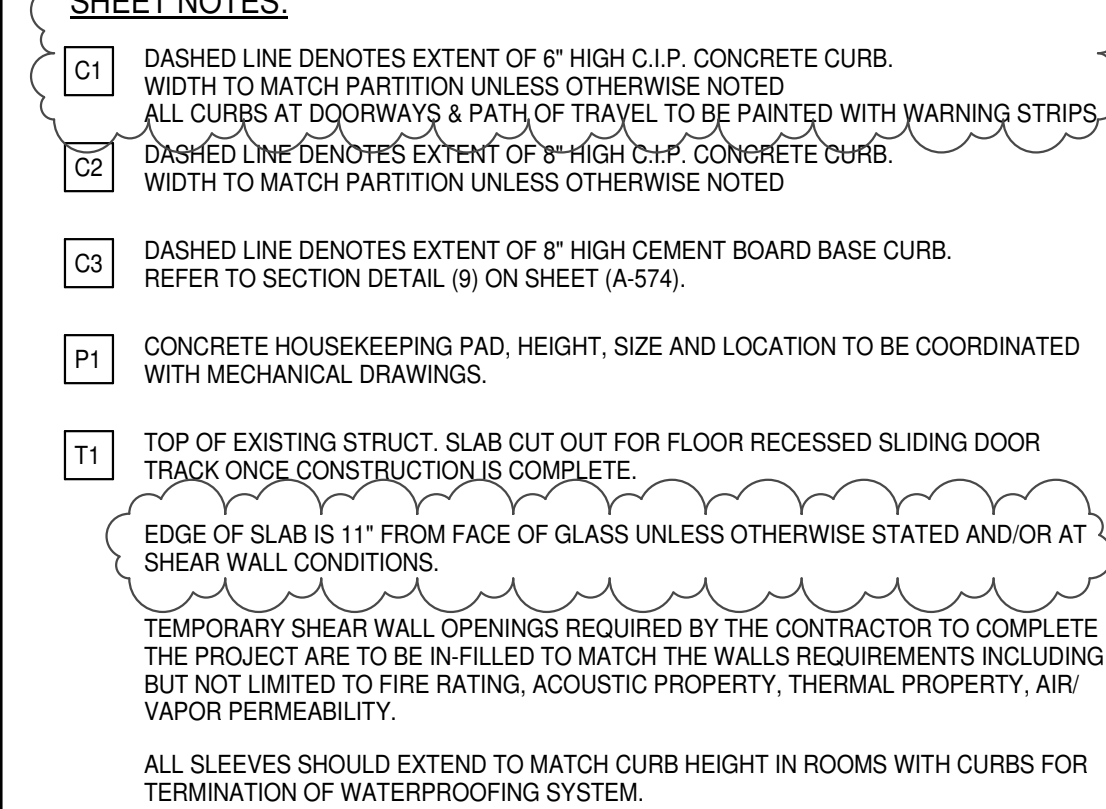 SHEET NOTES:
C1 DASHED LINE DENOTES EXTENT OF 6" HIGH C.I.P. CONCRETE CURB.
WIDTH TO MATCH PARTITION UNLESS OTHERWISE NOTED
ALL CURBS AT DOORWAYS & PATH OF TRAVEL TO BE PAINTED WITH WARNING STRIPS
C2 DASHED LINE DENOTES EXTENT OF 8" HIGH C.I.P. CONCRETE CURB.
WIDTH TO MATCH PARTITION UNLESS OTHERWISE NOTED
C3 DASHED LINE DENOTES EXTENT OF 8" HIGH CEMENT BOARD BASE CURB.
REFER TO SECTION DETAIL (9) ON SHEET (A-574).
P1 CONCRETE HOUSEKEEPING PAD, HEIGHT, SIZE AND LOCATION TO BE COORDINATED
WITH MECHANICAL DRAWINGS.
T1 TOP OF EXISTING STRUCT. SLAB CUT OUT FOR FLOOR RECESSED SLIDING DOOR
TRACK ONCE CONSTRUCTION IS COMPLETE.
EDGE OF SLAB IS 11" FROM FACE OF GLASS UNLESS OTHERWISE STATED AND/OR AT
SHEAR WALL CONDITIONS.
TEMPORARY SHEAR WALL OPENINGS REQUIRED BY THE CONTRACTOR TO COMPLETE
THE PROJECT ARE TO BE IN-FILLED TO MATCH THE WALLS REQUIREMENTS INCLUDING
BUT NOT LIMITED TO FIRE RATING, ACOUSTIC PROPERTY, THERMAL PROPERTY, AIR/
VAPOR PERMEABILITY.
ALL SLEEVES SHOULD EXTEND TO MATCH CURB HEIGHT IN ROOMS WITH CURBS FOR
TERMINATION OF WATERPROOFING SYSTEM.